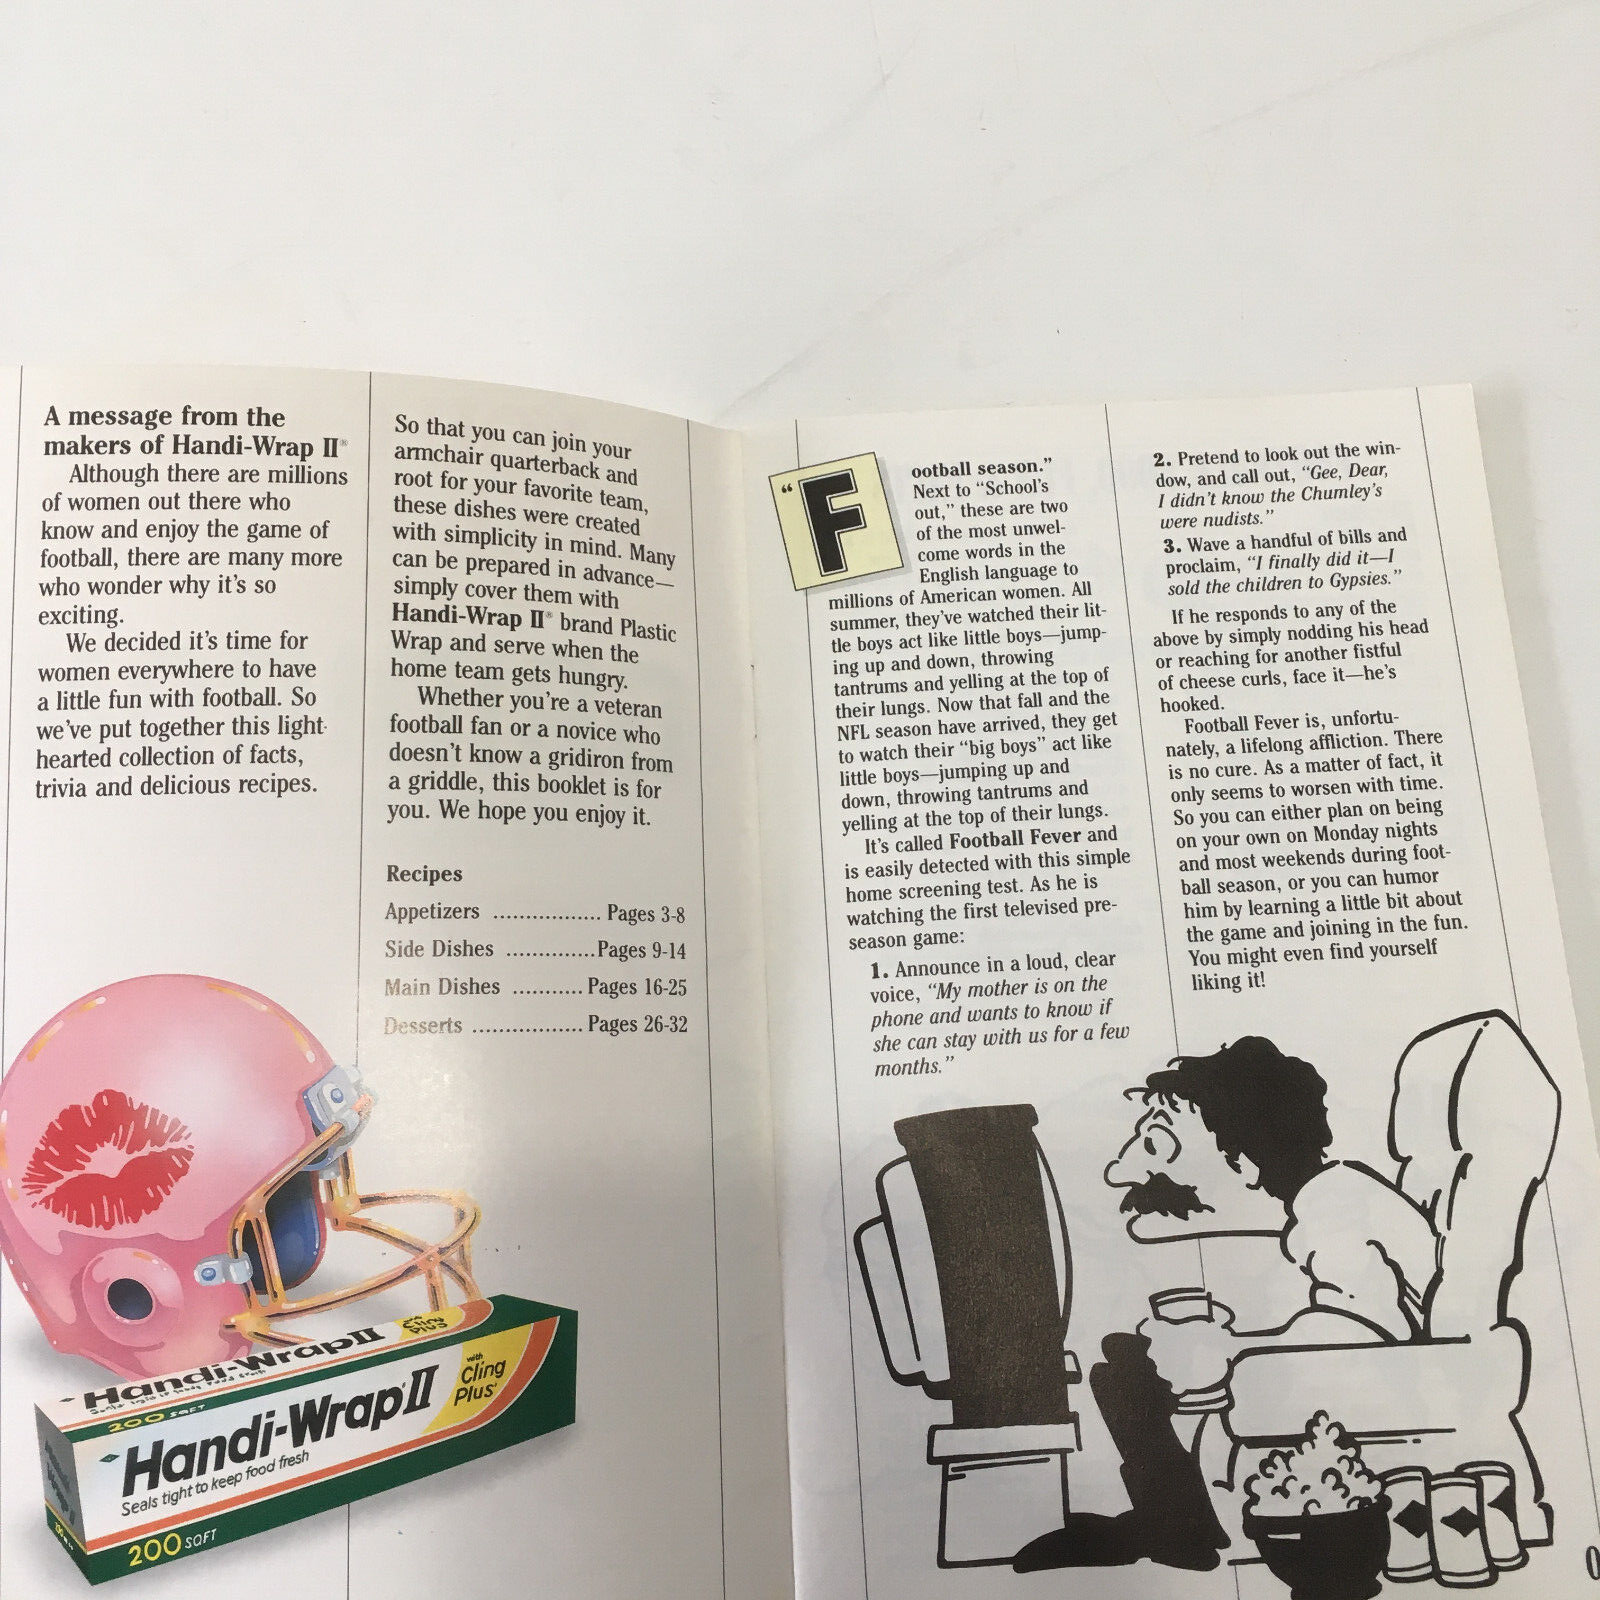 A message from the
makers of Handi-Wrap II®
Although there are millions
of women out there who
know and enjoy the game of
football, there are many more
who wonder why it's so
exciting.
We decided it's time for
women everywhere to have
a little fun with football. So
we've put together this light-
hearted collection of facts,
trivia and delicious recipes.
So that you can join your
armchair quarterback and
root for your favorite team,
these dishes were created
with simplicity in mind. Many
can be prepared in advance—
simply cover them with
Handi-Wrap II® brand Plastic
Wrap and serve when the
home team gets hungry.
Whether you're a veteran
football fan or a novice who
doesn't know a gridiron from
a griddle, this booklet is for
you. We hope you enjoy it.
Recipes
Appetizers .................. Pages 3-8
Side Dishes ..............Pages 9-14
Main Dishes ........... Pages 16-25
Desserts .................. Pages 26-32
Handi-Wrap II
Cling
Plus
200 SQFT
Handi-Wrap II
with
Cling
Plus
Seals tight to keep food fresh
200 SQFT
"Football season."
Next to "School's
out," these are two
of the most unwel-
come words in the
English language to
millions of American women. All
summer, they've watched their lit-
tle boys act like little boys—jump-
ing up and down, throwing
tantrums and yelling at the top of
their lungs. Now that fall and the
NFL season have arrived, they get
to watch their "big boys" act like
little boys—jumping up and
down, throwing tantrums and
yelling at the top of their lungs.
It's called Football Fever and
is easily detected with this simple
home screening test. As he is
watching the first televised pre-
season game:
1. Announce in a loud, clear
voice, "My mother is on the
phone and wants to know if
she can stay with us for a few
months."
2. Pretend to look out the win-
dow, and call out, "Gee, Dear,
I didn't know the Chumley's
were nudists."
3. Wave a handful of bills and
proclaim, "I finally did it—I
sold the children to Gypsies."
If he responds to any of the
above by simply nodding his head
or reaching for another fistful
of cheese curls, face it—he's
hooked.
Football Fever is, unfortu-
nately, a lifelong affliction. There
is no cure. As a matter of fact, it
only seems to worsen with time.
So you can either plan on being
on your own on Monday nights
and most weekends during foot-
ball season, or you can humor
him by learning a little bit about
the game and joining in the fun.
You might even find yourself
liking it!